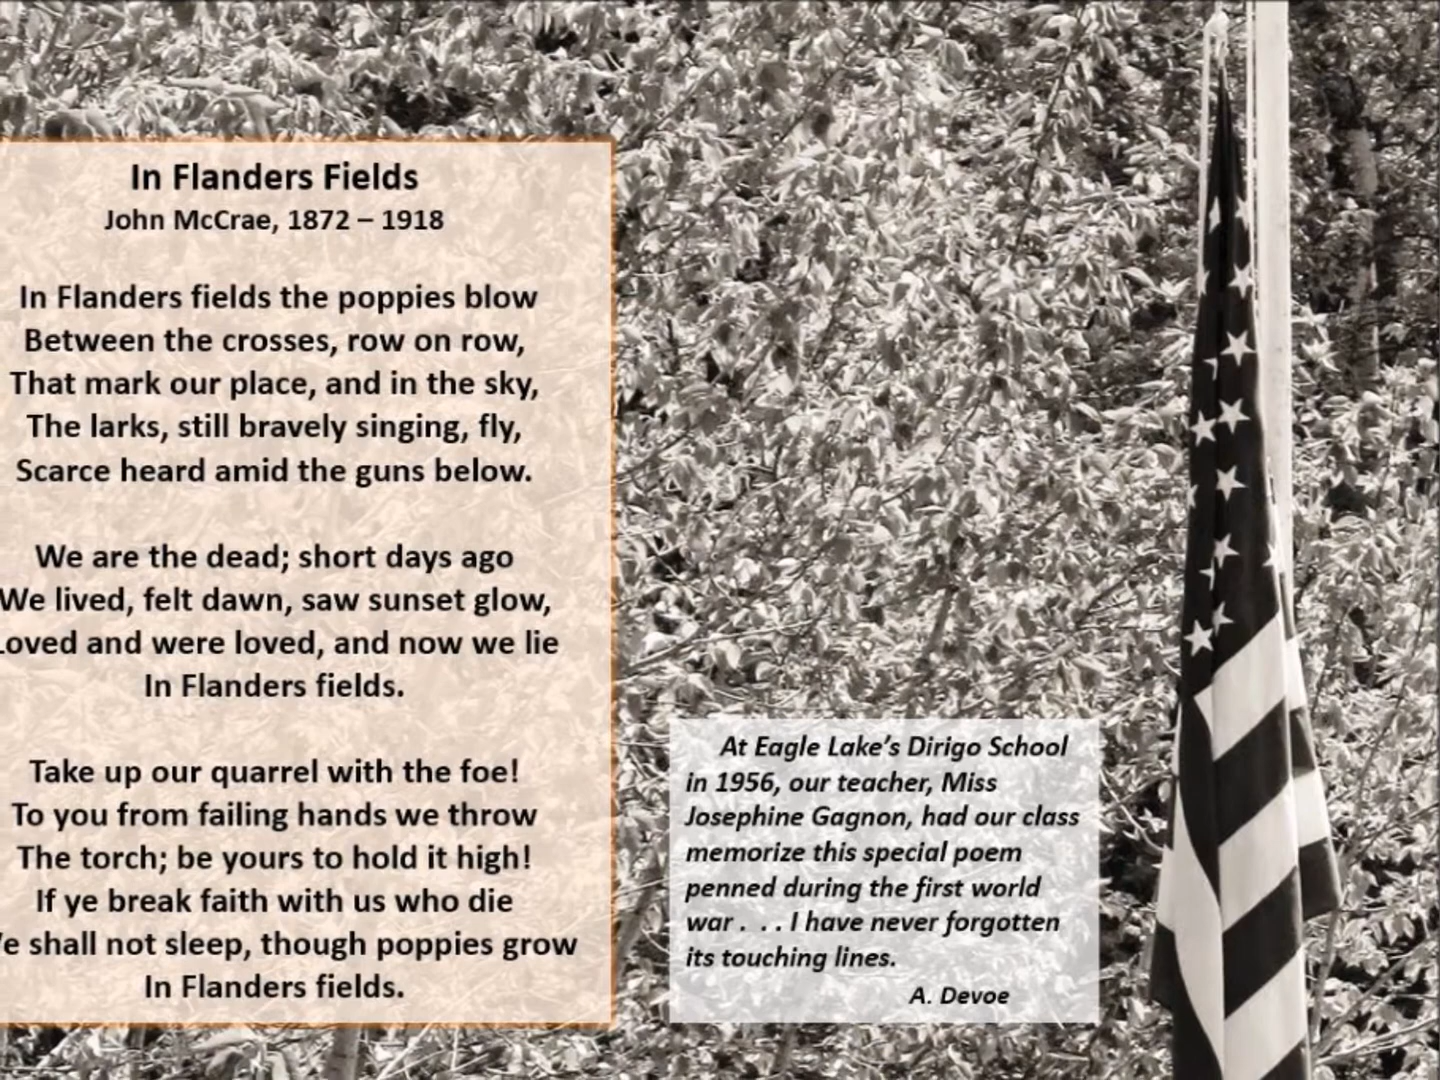 In Flanders Fields
John McCrae, 1872 – 1918
In Flanders fields the poppies blow
Between the crosses, row on row,
That mark our place, and in the sky,
The larks, still bravely singing, fly,
Scarce heard amid the guns below.
We are the dead; short days ago
We lived, felt dawn, saw sunset glow,
Loved and were loved, and now we lie
In Flanders fields.
Take up our quarrel with the foe!
To you from failing hands we throw
The torch; be yours to hold it high!
If ye break faith with us who die
We shall not sleep, though poppies grow
In Flanders fields.
At Eagle Lake’s Dirigo School
in 1956, our teacher, Miss
Josephine Gagnon, had our class
memorize this special poem
penned during the first world
war . . . I have never forgotten
its touching lines.
A. Devoe